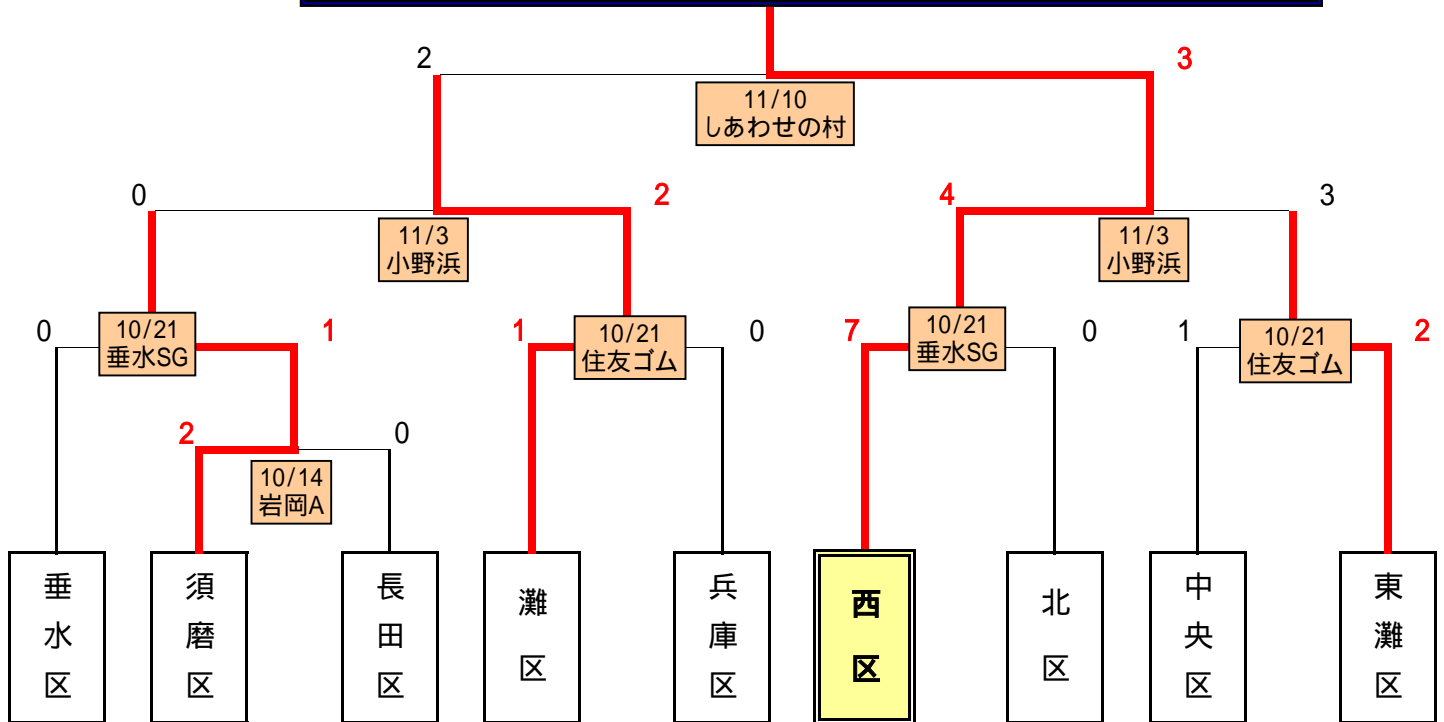 2
3
11/10
しあわせの村
0
2
4
3
11/3
小野浜
11/3
小野浜
0
10/21
垂水SG
1
1
10/21
住友ゴム
0
7
10/21
垂水SG
0
1
10/21
住友ゴム
2
2
0
10/14
岩岡A
垂水区
須磨区
長田区
灘区
兵庫区
西区
北区
中央区
東灘区